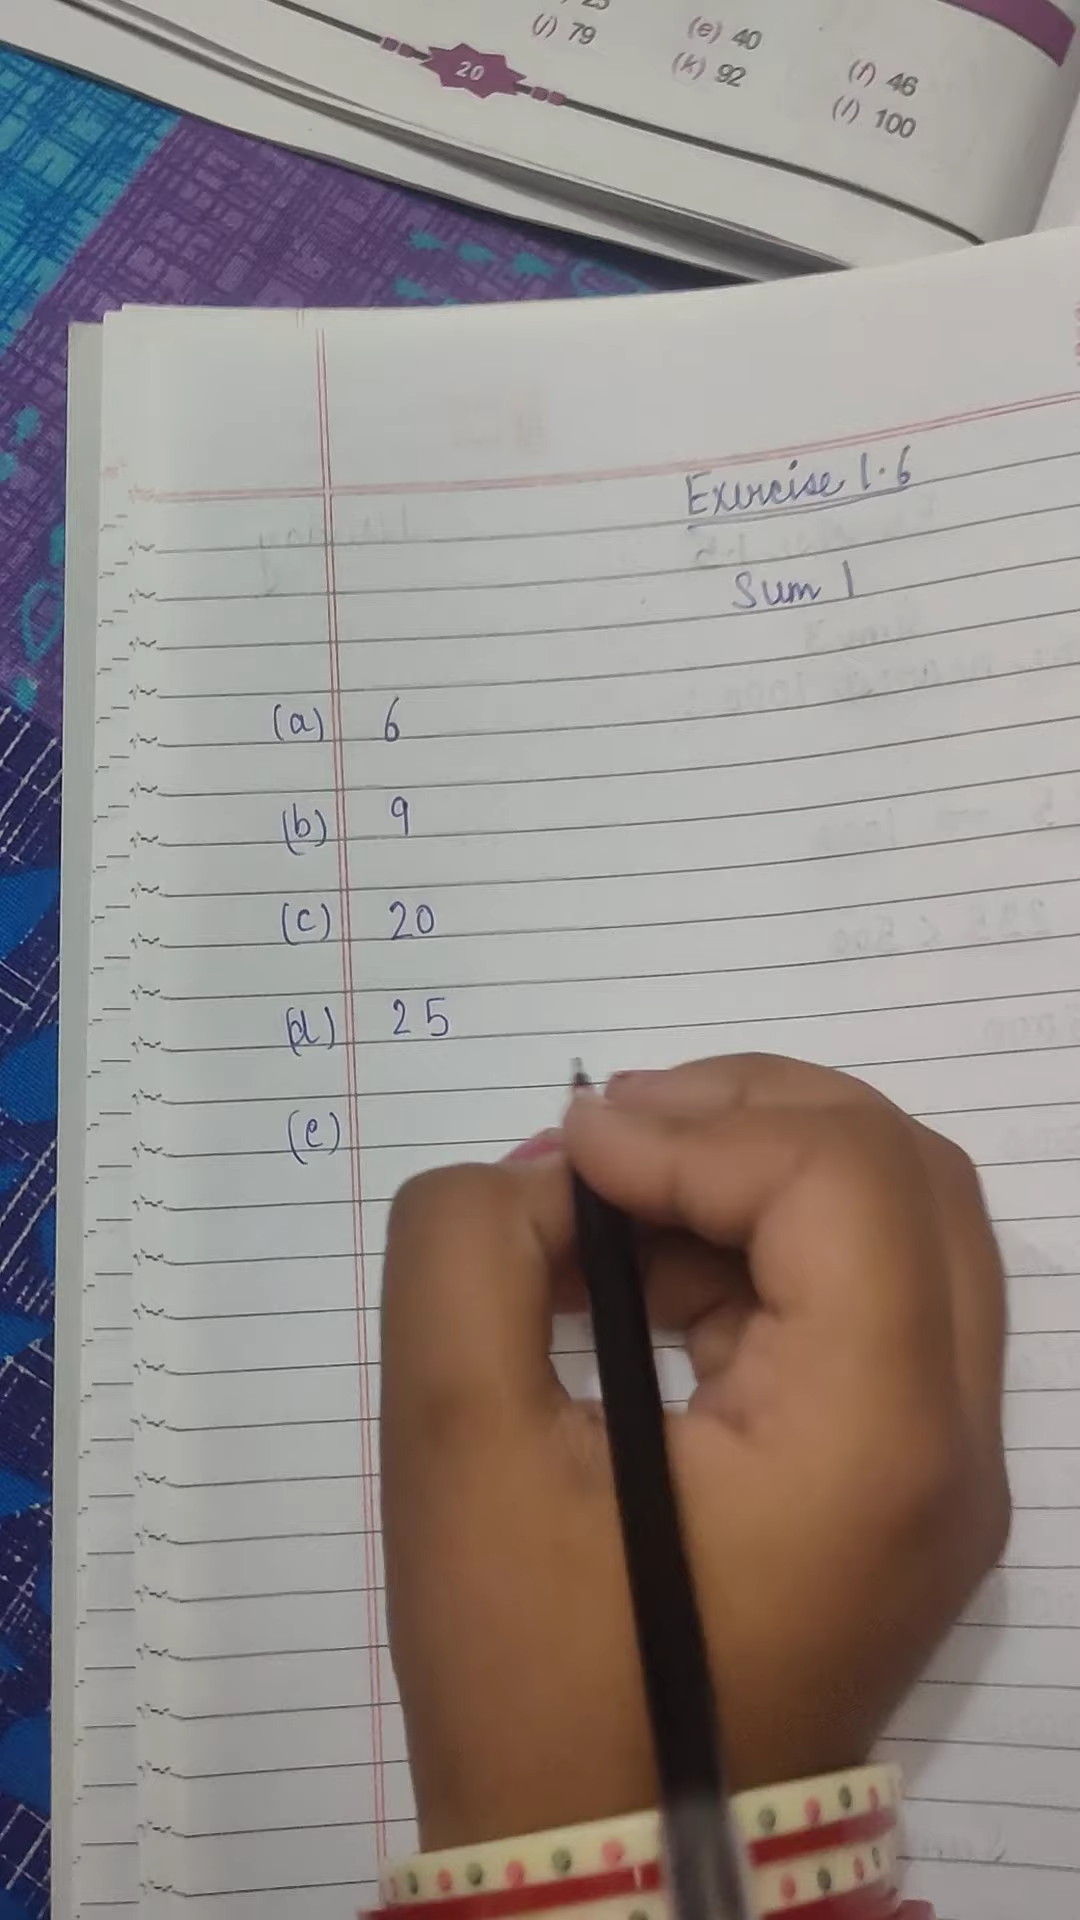 (e) 40
(f) 46
(j) 79
(k) 92
(l) 100
20
Exercise 1.6
Sum 1
(a) 6
(b) 9
(c) 20
(d) 25
(e)